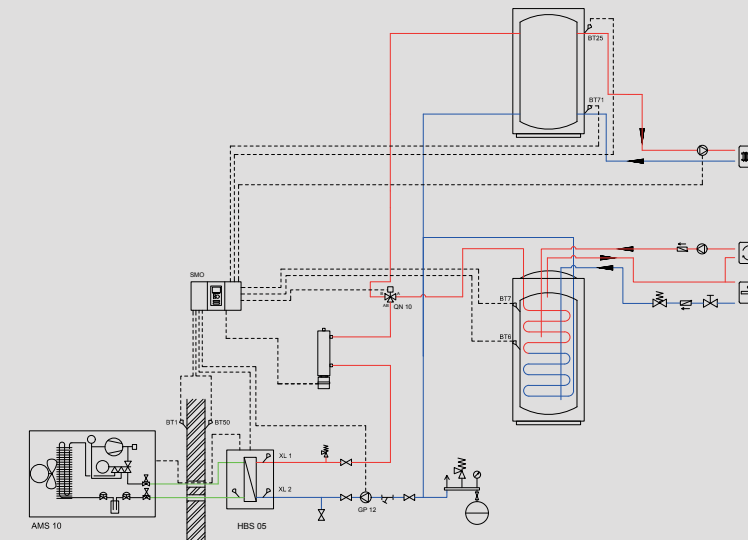 BT25
BT71
SMO
BT7
QN 10
A
AB
BT6
BT1
BT50
XL 1
XL 2
GP 12
AMS 10
HBS 05